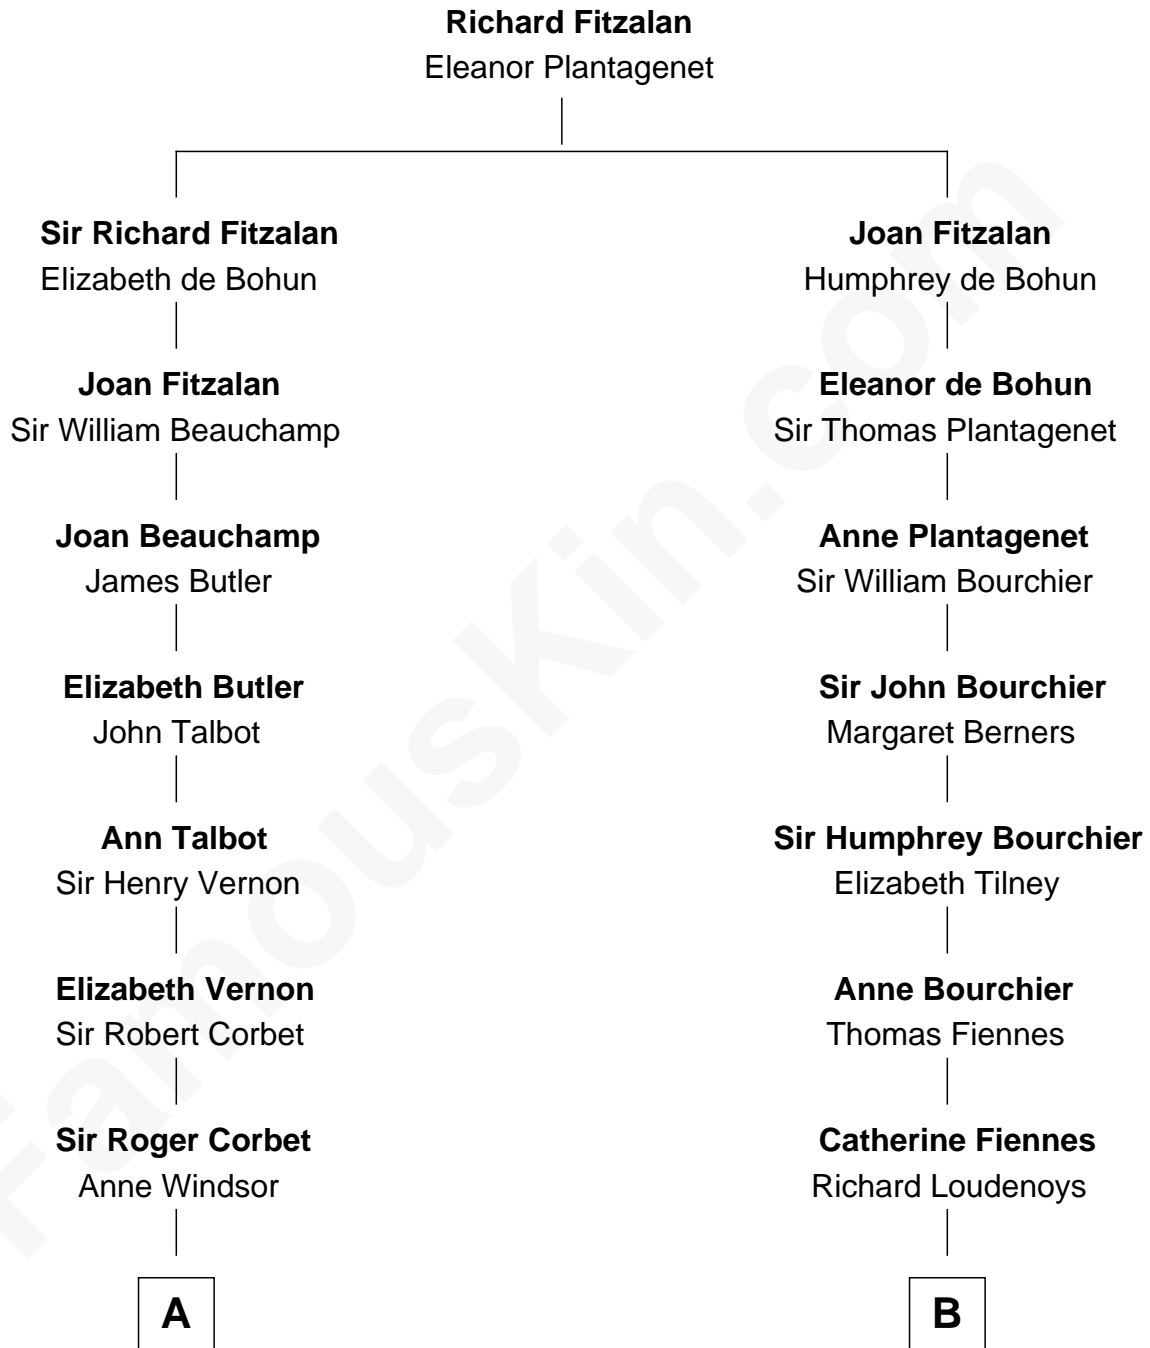 Richard Fitzalan
Eleanor Plantagenet
Sir Richard Fitzalan
Elizabeth de Bohun
Joan Fitzalan
Sir William Beauchamp
Joan Beauchamp
James Butler
Elizabeth Butler
John Talbot
Ann Talbot
Sir Henry Vernon
Elizabeth Vernon
Sir Robert Corbet
Sir Roger Corbet
Anne Windsor
A
Joan Fitzalan
Humphrey de Bohun
Eleanor de Bohun
Sir Thomas Plantagenet
Anne Plantagenet
Sir William Bourchier
Sir John Bourchier
Margaret Berners
Sir Humphrey Bourchier
Elizabeth Tilney
Anne Bourchier
Thomas Fiennes
Catherine Fiennes
Richard Loudenoys
B
FamousKin.com